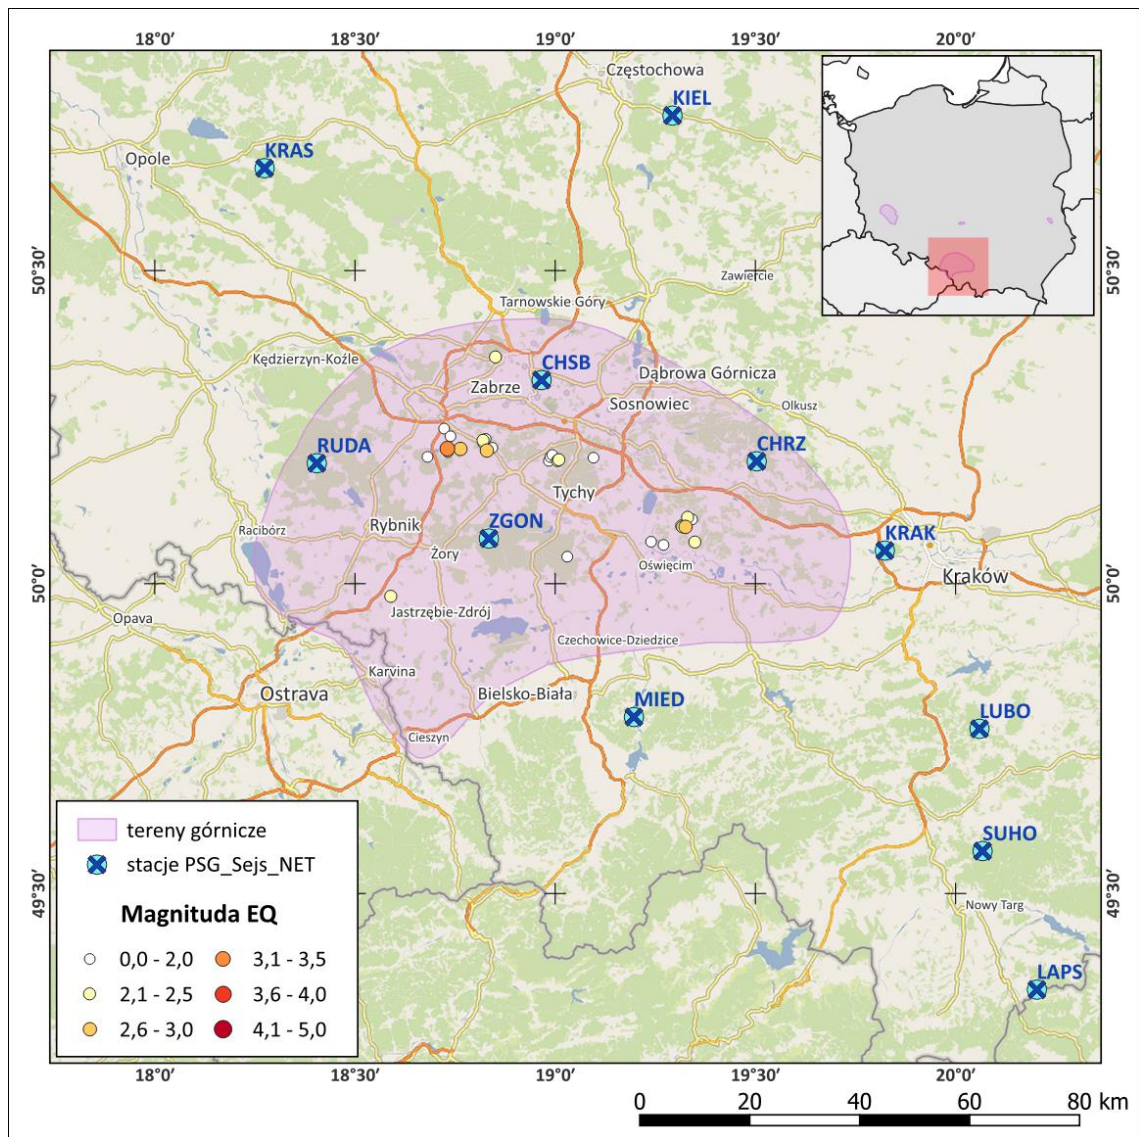 18°0' 18°30' 19°0' 19°30' 20°0'
Częstochowa
KIEL
KRAS
Opole
50°30' 50°30'
Zawiercie
Tarnowskie Góry
Kędzierzyn-Koźle
CHSB
Dąbrowa Górnicza
Zabrze
Sosnowiec
Olkusz
RUDA
CHRZ
Tychy
ZGON
Rybnik
Racibórz
KRAK
Żory
Oświęcim
Kraków
50°0' 50°0'
Jastrzębie-Zdrój
Opava
Czechowice-Dziedzice
Karvina
Ostrava
Bielsko-Biała
MIED
LUBO
Cieszyn
tereny górnicze
SUHO
stacje PSG_Sejs_NET
49°30' 49°30'
Magnituda EQ
Nowy Targ
0,0 - 2,0 3,1 - 3,5
LAPS
2,1 - 2,5 3,6 - 4,0
2,6 - 3,0 4,1 - 5,0
18°0' 18°30' 19°0' 19°30' 20°0'
0 20 40 60 80 km